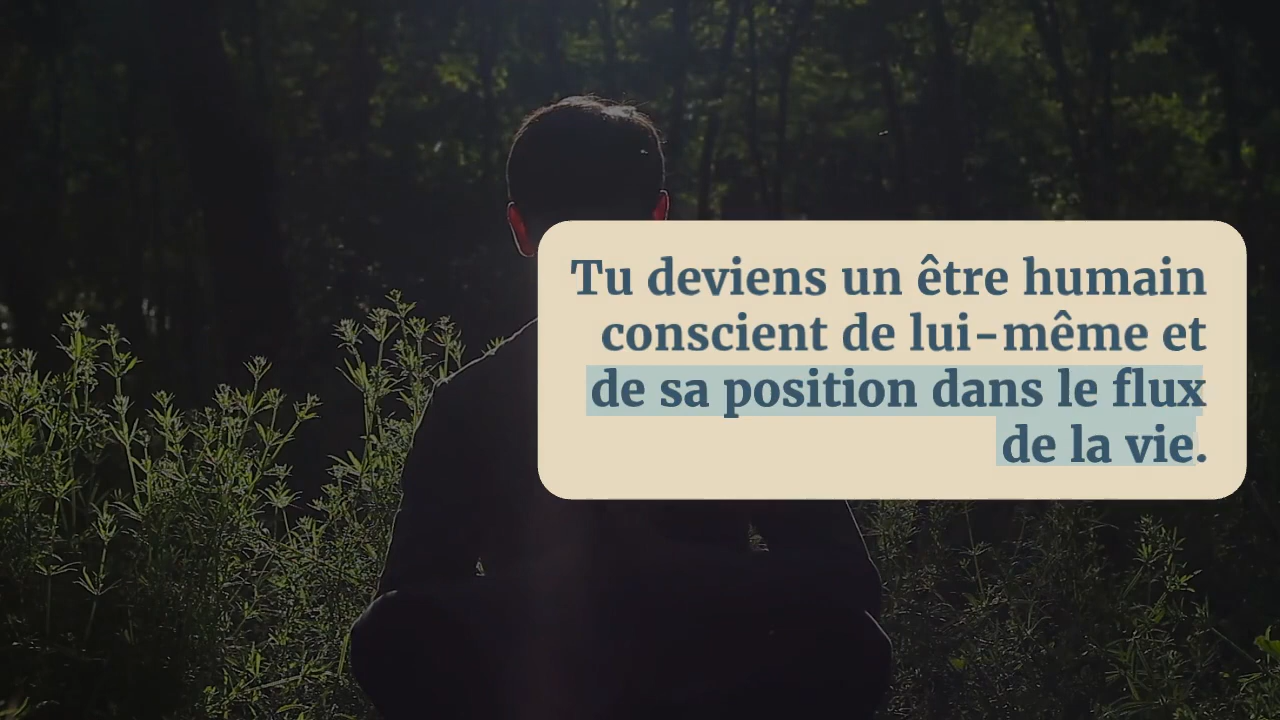 Tu deviens un être humain
conscient de lui-même et
de sa position dans le flux
de la vie.